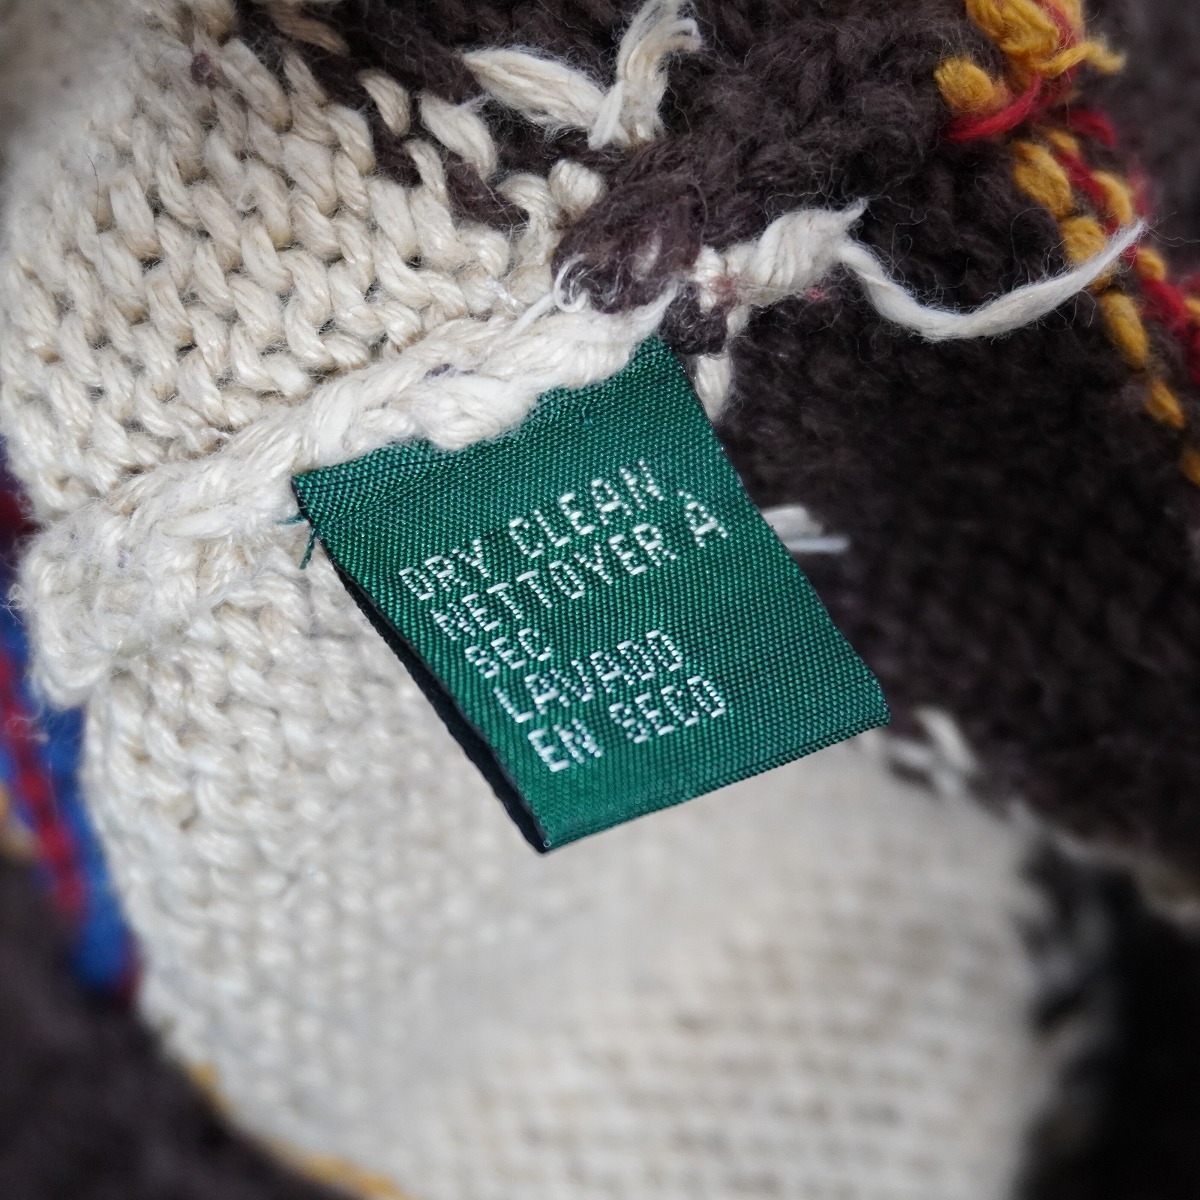 DRY CLEAN
NETTOYER À
SEC
LAVADO
EN SECO